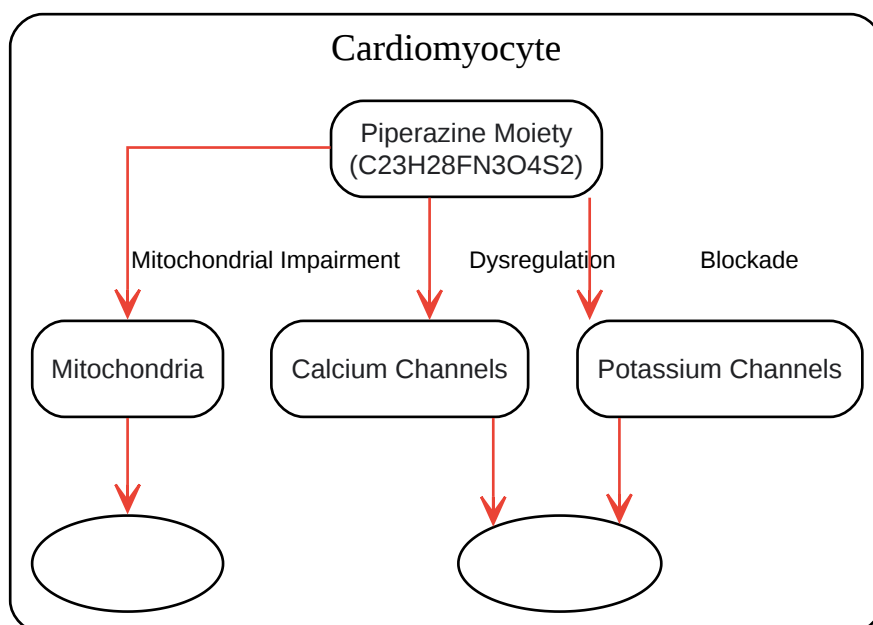 Cardiomyocyte
Piperazine Moiety
(C23H28FN3O4S2)
Mitochondrial Impairment
Dysregulation
Blockade
Mitochondria
Calcium Channels
Potassium Channels